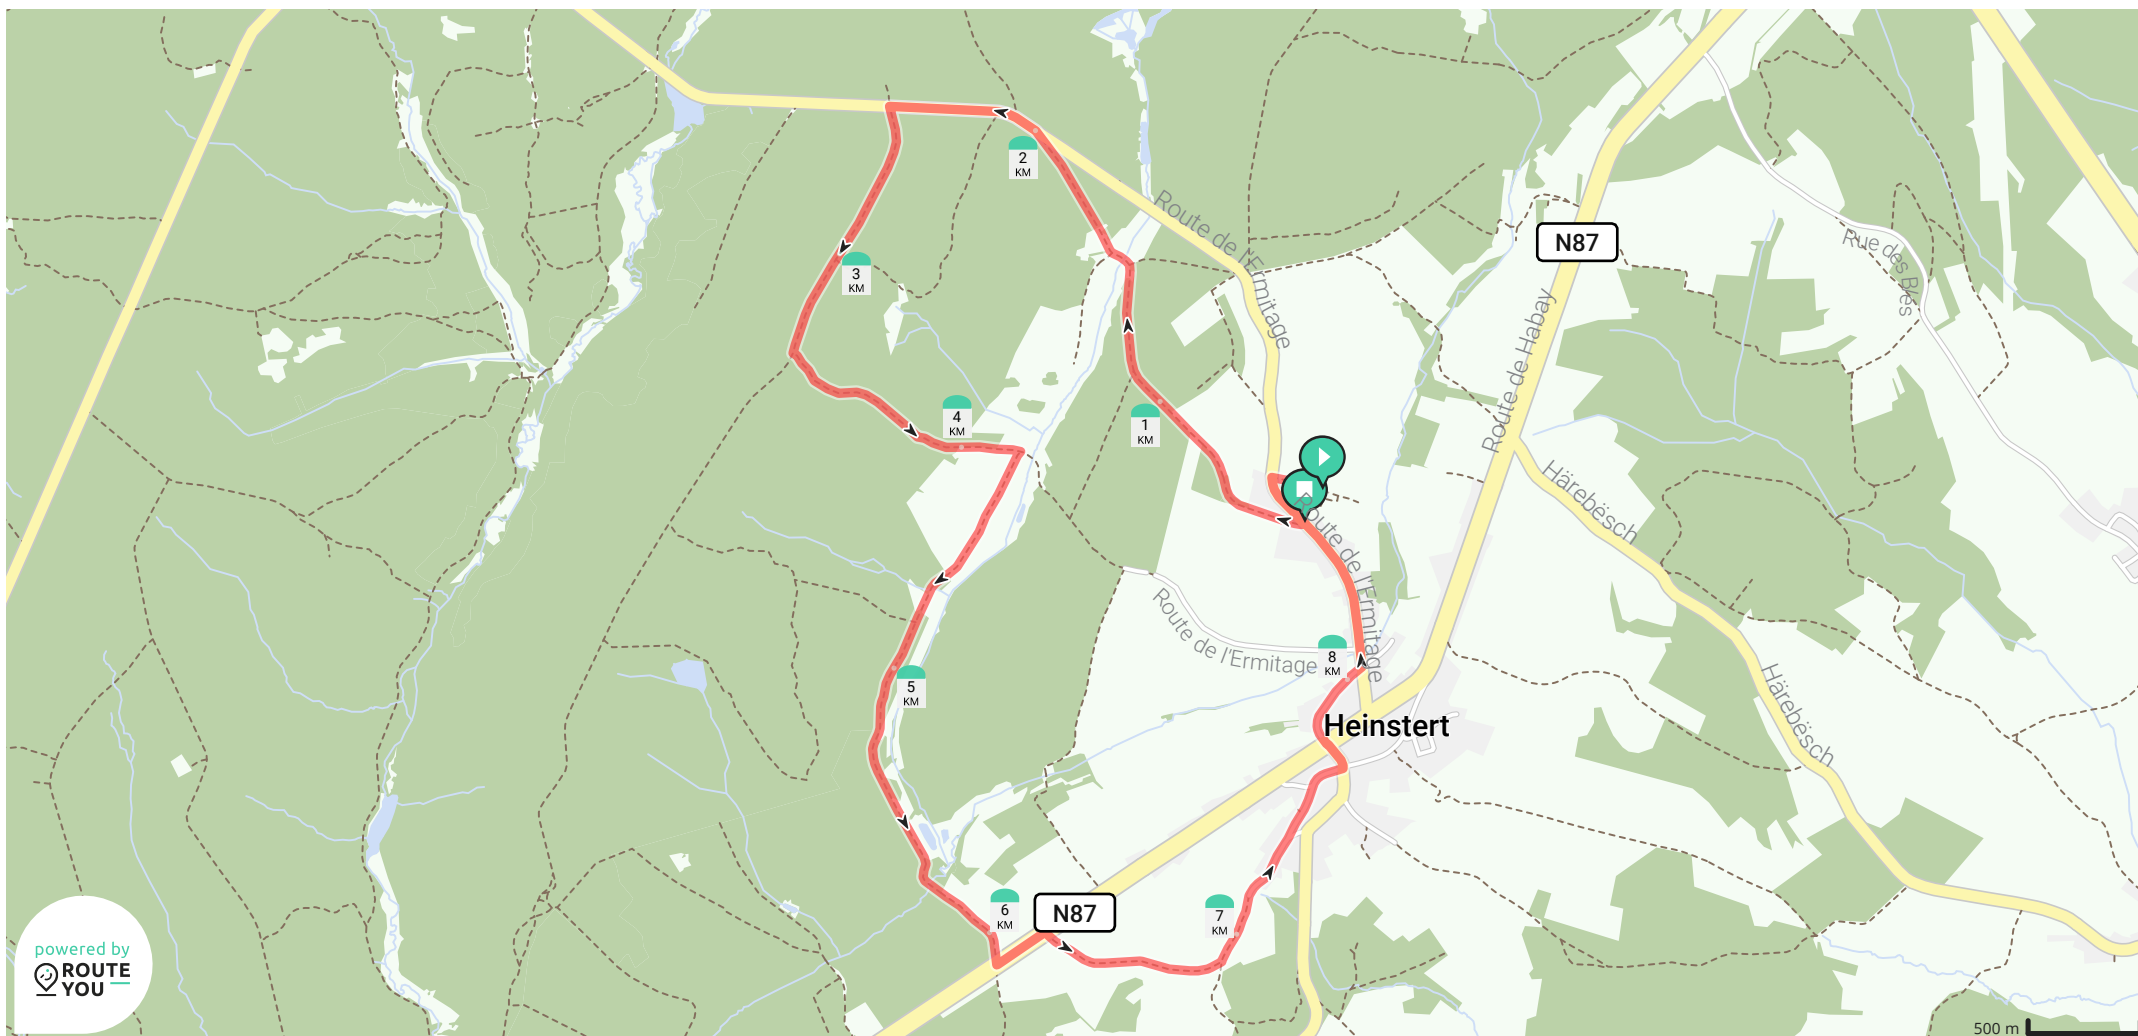 2
KM
Route de l'Ermitage
N87
Rue des Blés
3
KM
Route de Habay
4
KM
1
KM
Härebësch
Route de l'Ermitage
Route de l'Ermitage
8
KM
5
KM
Härebësch
Heinstert
6
KM
N87
7
KM
powered by
ROUTE
YOU
500 m